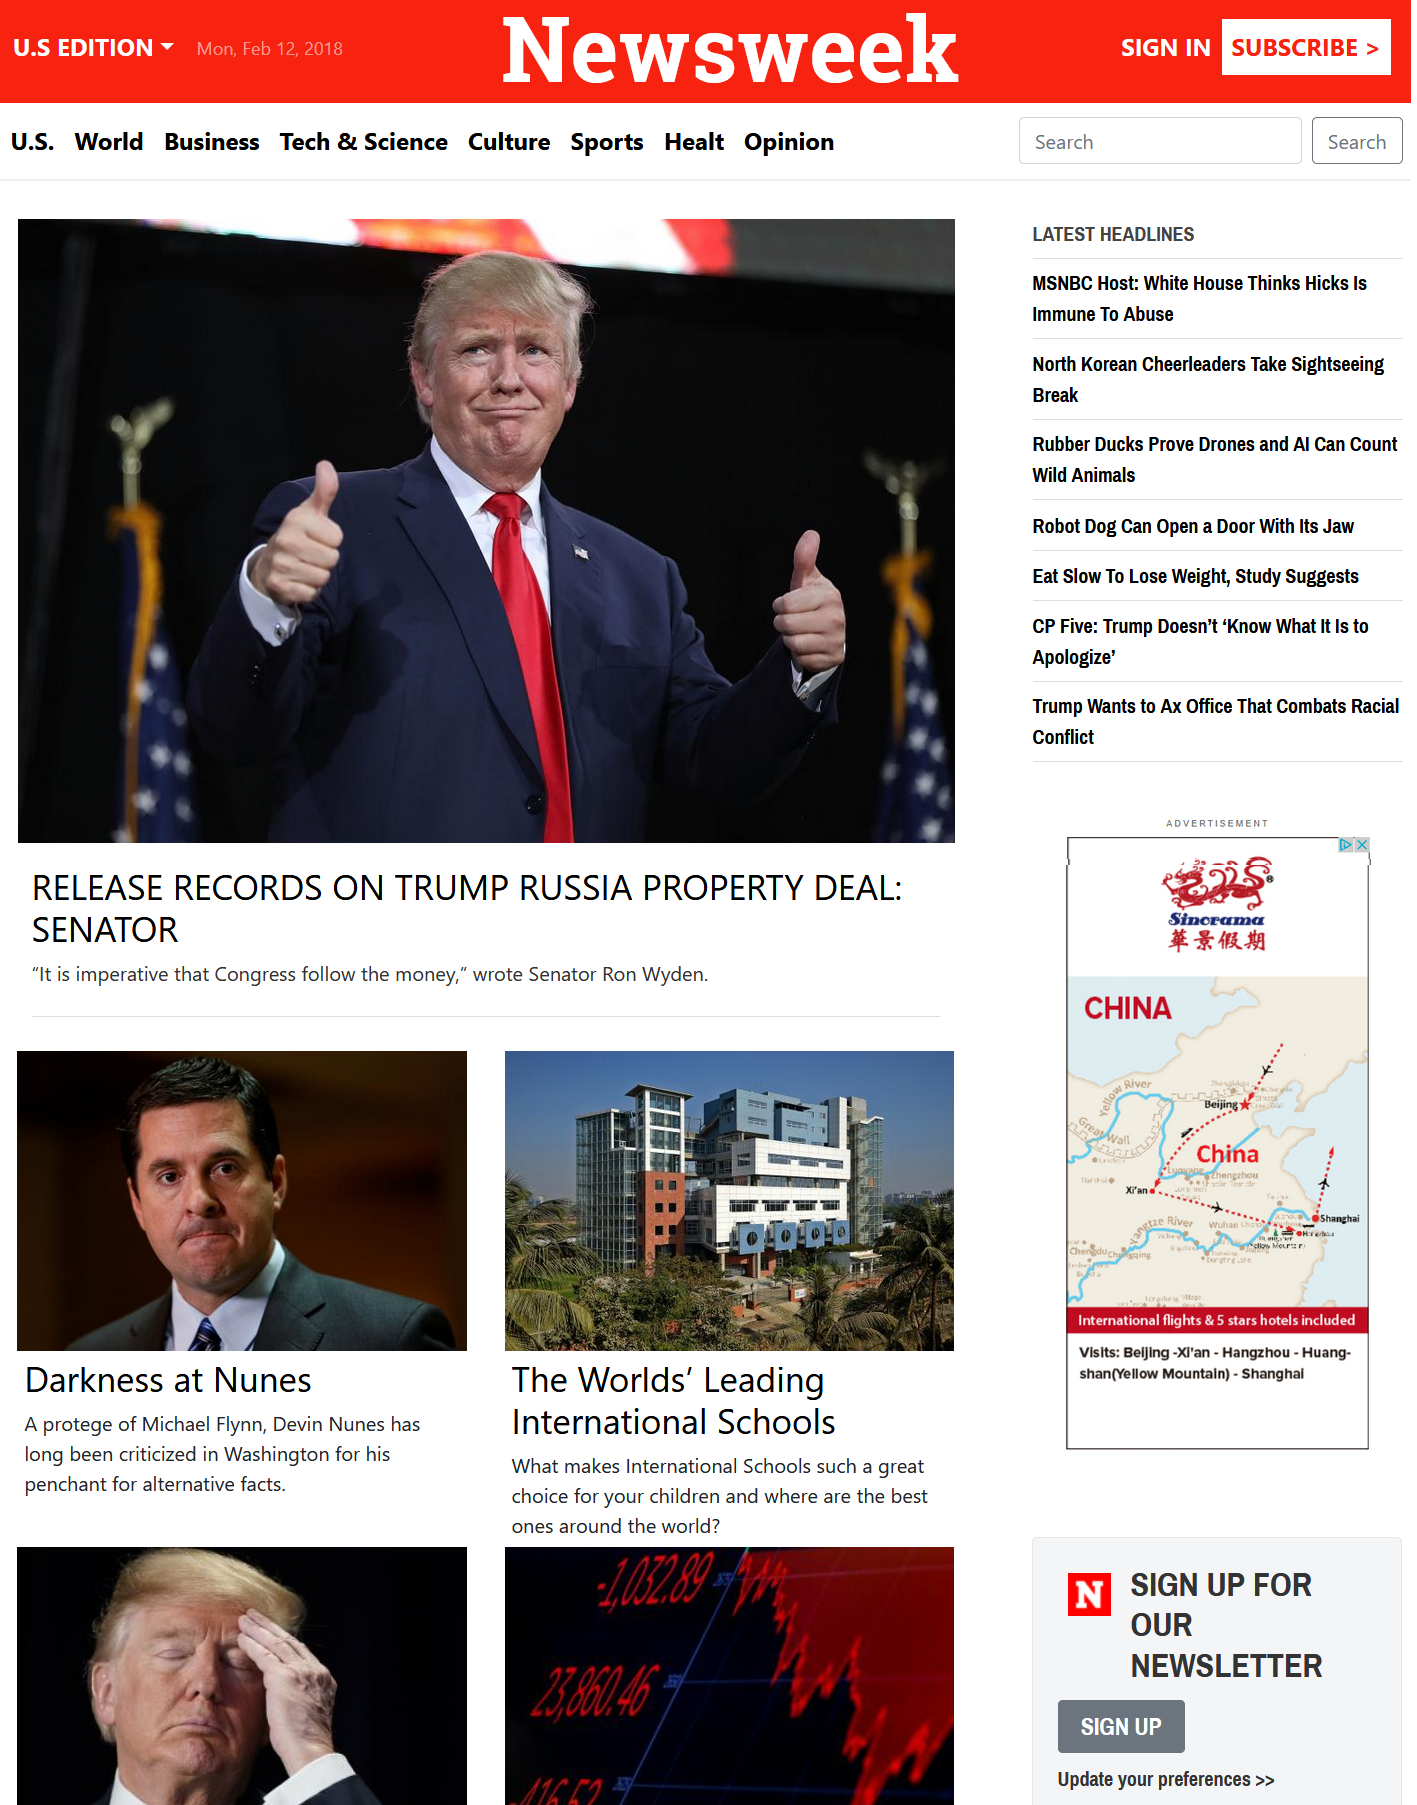 U.S EDITION
Mon, Feb 12, 2018
Newsweek
SIGN IN
SUBSCRIBE >
U.S. World Business Tech & Science Culture Sports Healt Opinion
Search
Search
RELEASE RECORDS ON TRUMP RUSSIA PROPERTY DEAL:
SENATOR
“It is imperative that Congress follow the money,” wrote Senator Ron Wyden.
Darkness at Nunes
A protege of Michael Flynn, Devin Nunes has
long been criticized in Washington for his
penchant for alternative facts.
The Worlds’ Leading
International Schools
What makes International Schools such a great
choice for your children and where are the best
ones around the world?
-1,032.89
23,860.46
416.52
LATEST HEADLINES
MSNBC Host: White House Thinks Hicks Is
Immune To Abuse
North Korean Cheerleaders Take Sightseeing
Break
Rubber Ducks Prove Drones and AI Can Count
Wild Animals
Robot Dog Can Open a Door With Its Jaw
Eat Slow To Lose Weight, Study Suggests
CP Five: Trump Doesn’t ‘Know What It Is to
Apologize’
Trump Wants to Ax Office That Combats Racial
Conflict
ADVERTISEMENT
Sinorama
華景假期
CHINA
Yellow River
Beijing
Great Wall
China
Luoyang
Zhengzhou
Xi'an
Shanghai
Yangtze River
Wuhan
Hangzhou
Chengdu
Chongqing
International flights & 5 stars hotels included
Visits: Beijing -Xi'an - Hangzhou - Huang-
shan(Yellow Mountain) - Shanghai
N
SIGN UP FOR
OUR
NEWSLETTER
SIGN UP
Update your preferences >>